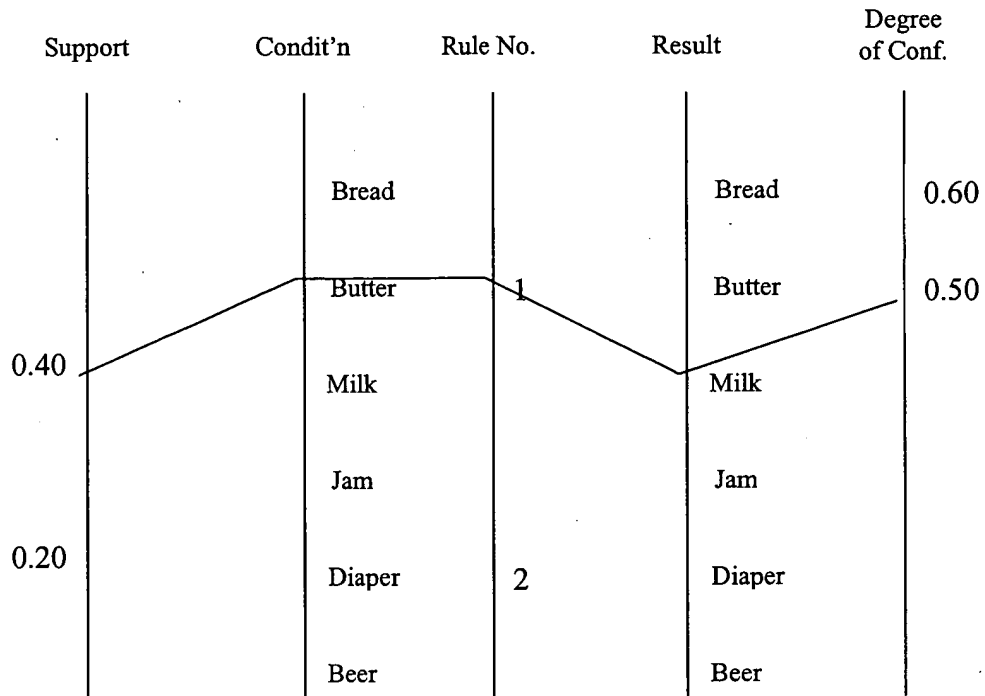 Support Condit'n Rule No. Result Degree
of Conf.
Bread Bread 0.60
Butter 1 Butter 0.50
0.40 Milk Milk
Jam Jam
0.20 Diaper 2 Diaper
Beer Beer